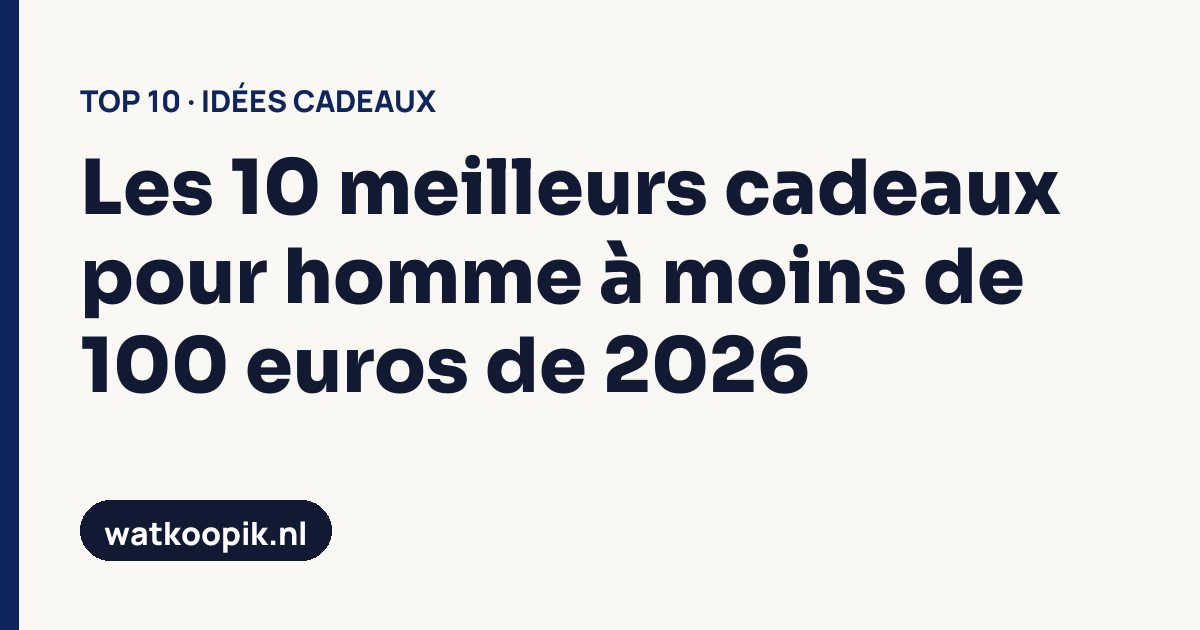 TOP 10 · IDÉES CADEAUX
Les 10 meilleurs cadeaux
pour homme à moins de
100 euros de 2026
watkoopik.nl